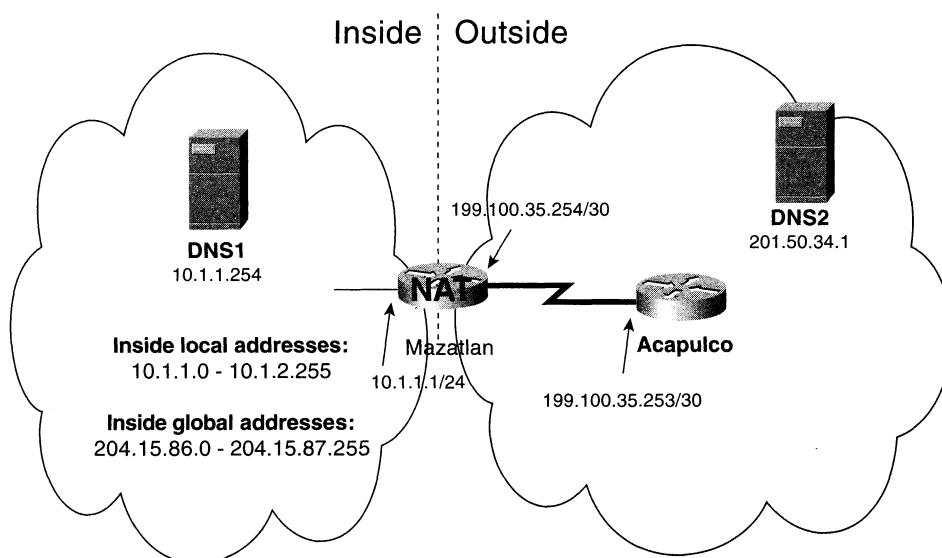 Inside
Outside
199.100.35.254/30
DNS1
10.1.1.254
DNS2
201.50.34.1
NAT
Mazatlan
Acapulco
Inside local addresses:
10.1.1.0 - 10.1.2.255
10.1.1.1/24
199.100.35.253/30
Inside global addresses:
204.15.86.0 - 204.15.87.255